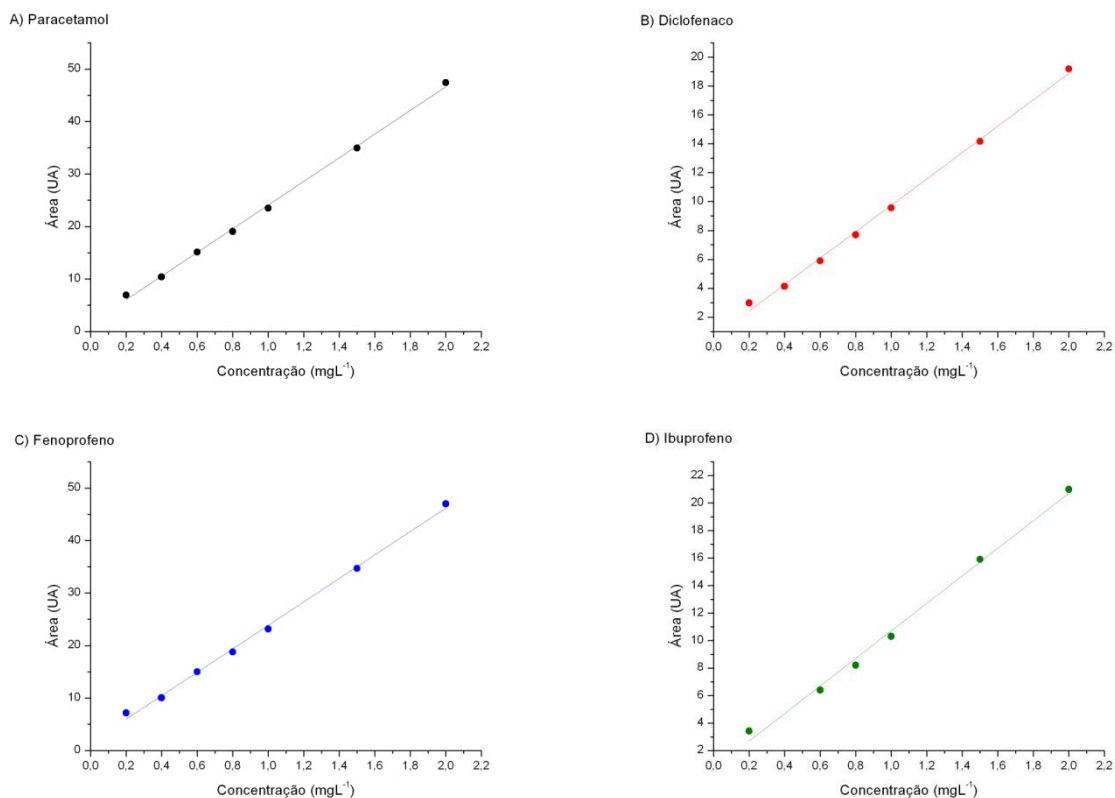 A) Paracetamol
50
40
30
20
10
0
Área (UA)
0,0 0,2 0,4 0,6 0,8 1,0 1,2 1,4 1,6 1,8 2,0 2,2
Concentração (mgL⁻¹)
B) Diclofenaco
20
18
16
14
12
10
8
6
4
2
Área (UA)
0,0 0,2 0,4 0,6 0,8 1,0 1,2 1,4 1,6 1,8 2,0 2,2
Concentração (mgL⁻¹)
C) Fenoprofeno
50
40
30
20
10
0
Área (UA)
0,0 0,2 0,4 0,6 0,8 1,0 1,2 1,4 1,6 1,8 2,0 2,2
Concentração (mgL⁻¹)
D) Ibuprofeno
22
20
18
16
14
12
10
8
6
4
2
Área (UA)
0,0 0,2 0,4 0,6 0,8 1,0 1,2 1,4 1,6 1,8 2,0 2,2
Concentração (mgL⁻¹)